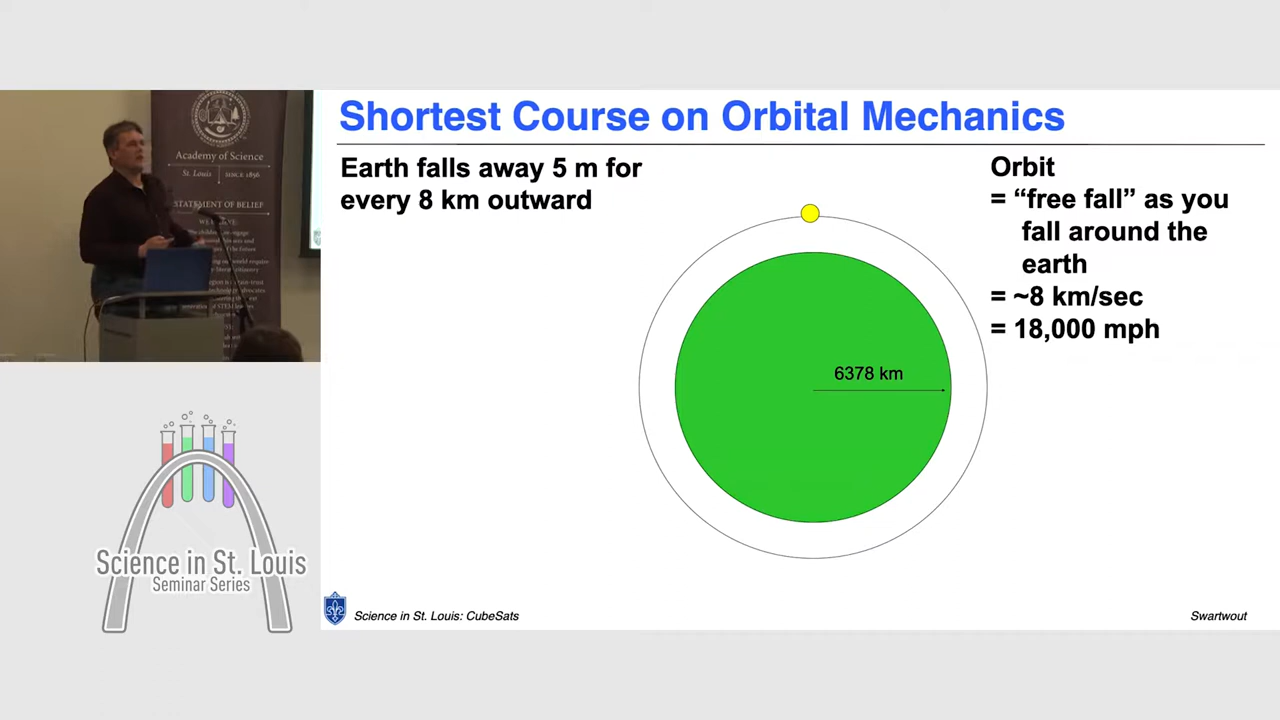 Shortest Course on Orbital Mechanics
Academy of Science
St. Louis
SINCE 1856
STATEMENT OF BELIEF
Earth falls away 5 m for
every 8 km outward
Orbit
= “free fall” as you
fall around the
earth
= ~8 km/sec
= 18,000 mph
6378 km
Science in St. Louis
Seminar Series
Science in St. Louis: CubeSats
Swartwout